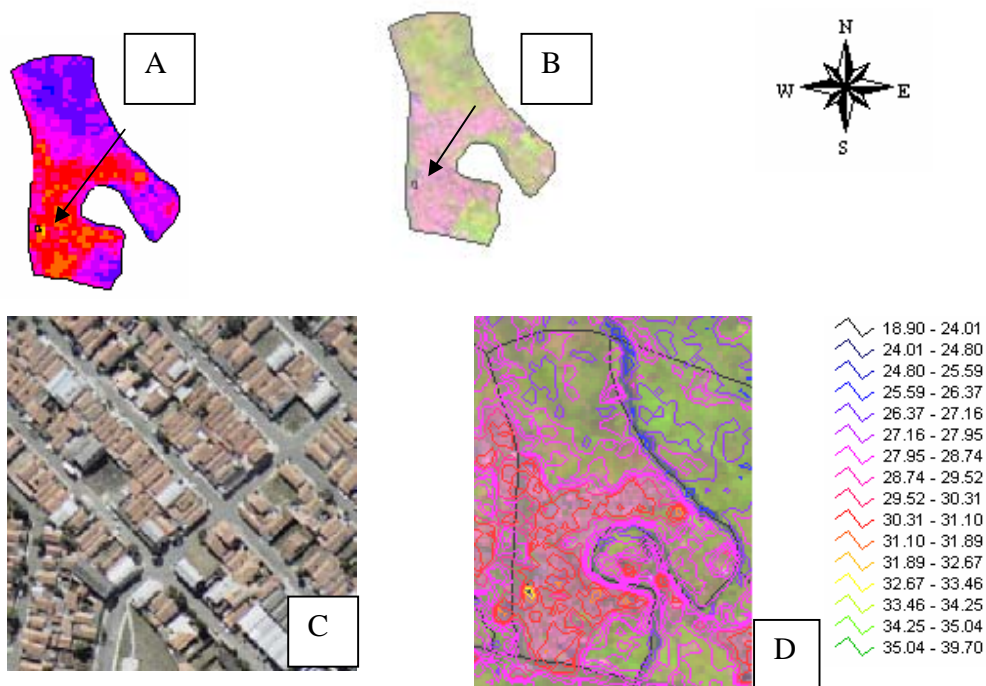 A
B
N
W E
S
C
D
18.90 - 24.01
24.01 - 24.80
24.80 - 25.59
25.59 - 26.37
26.37 - 27.16
27.16 - 27.95
27.95 - 28.74
28.74 - 29.52
29.52 - 30.31
30.31 - 31.10
31.10 - 31.89
31.89 - 32.67
32.67 - 33.46
33.46 - 34.25
34.25 - 35.04
35.04 - 39.70